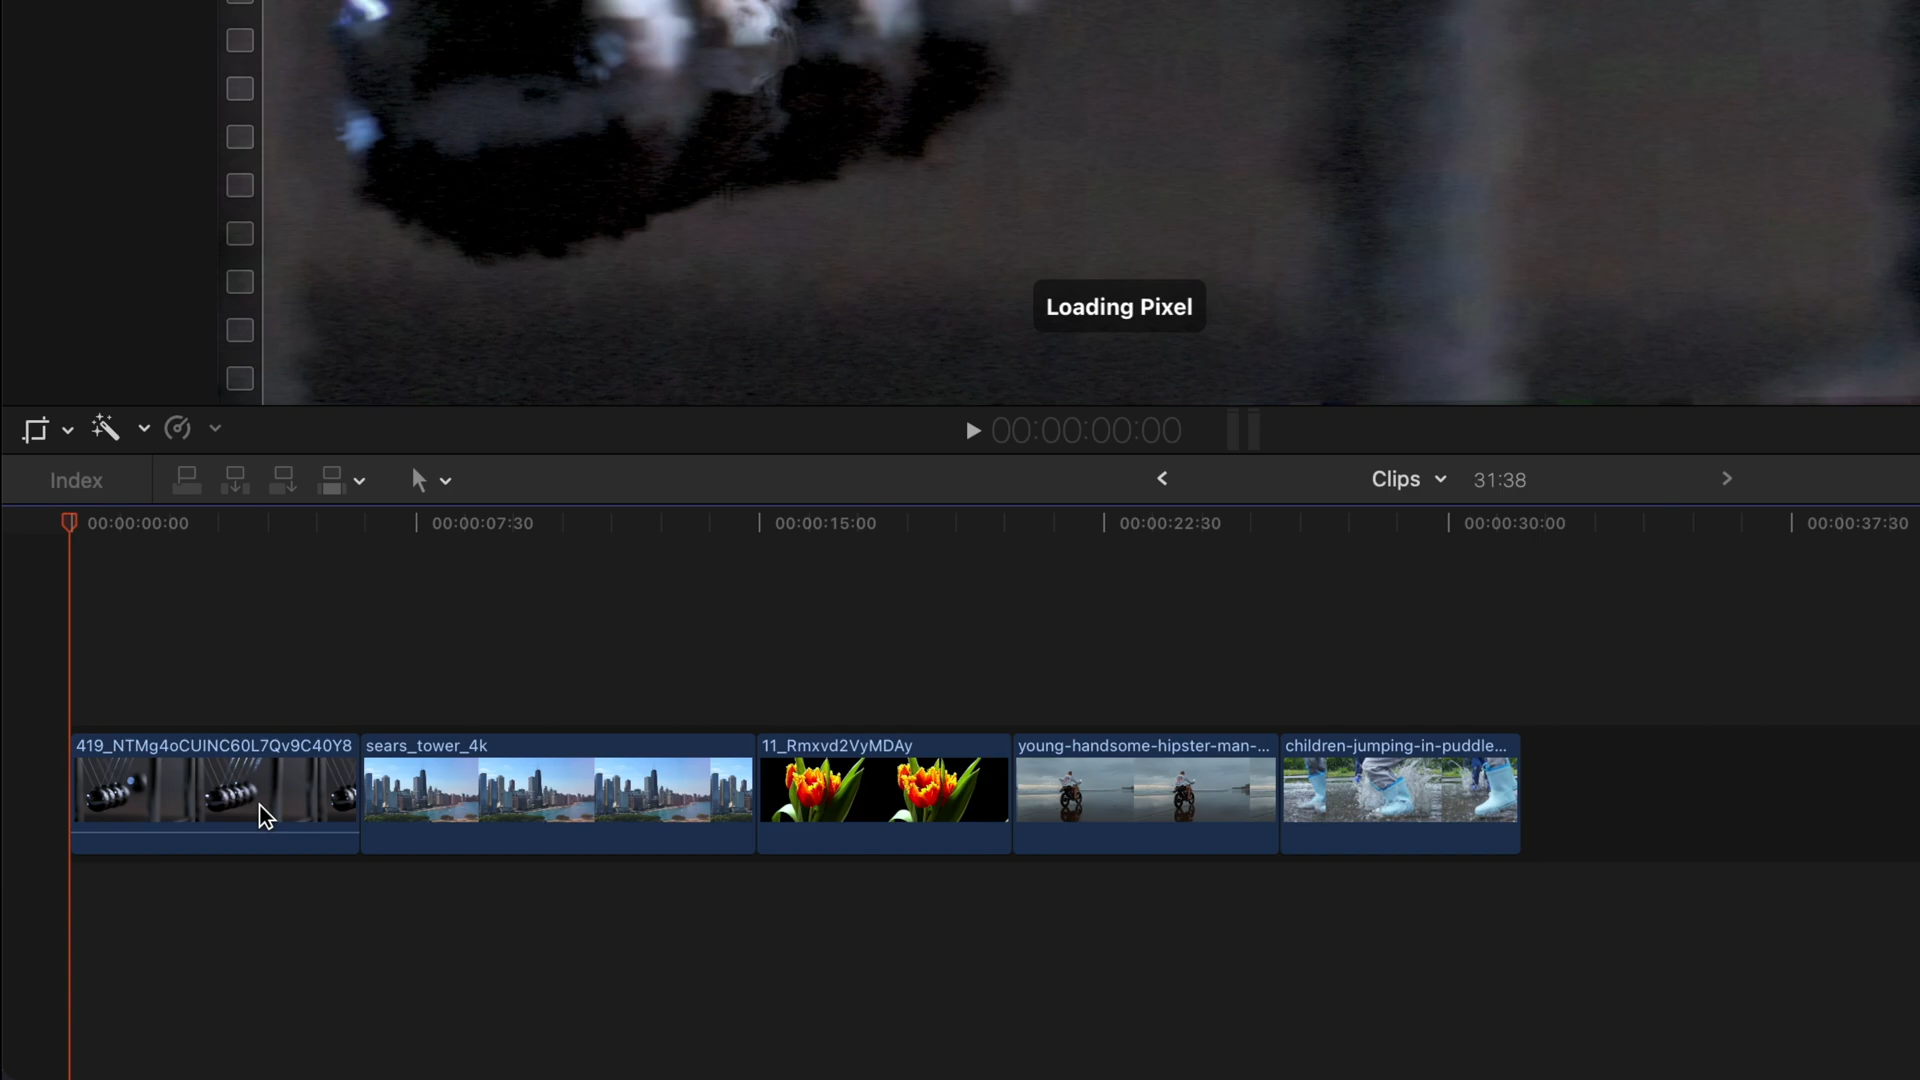 Loading Pixel
00:00:00:00
Index
Clips
31:38
00:00:00:00
00:00:07:30
00:00:15:00
00:00:22:30
00:00:30:00
00:00:37:30
419_NTMg4oCUINC60L7Qv9C40Y8
sears_tower_4k
11_Rmxvd2VyMDAy
young-handsome-hipster-man-...
children-jumping-in-puddle...